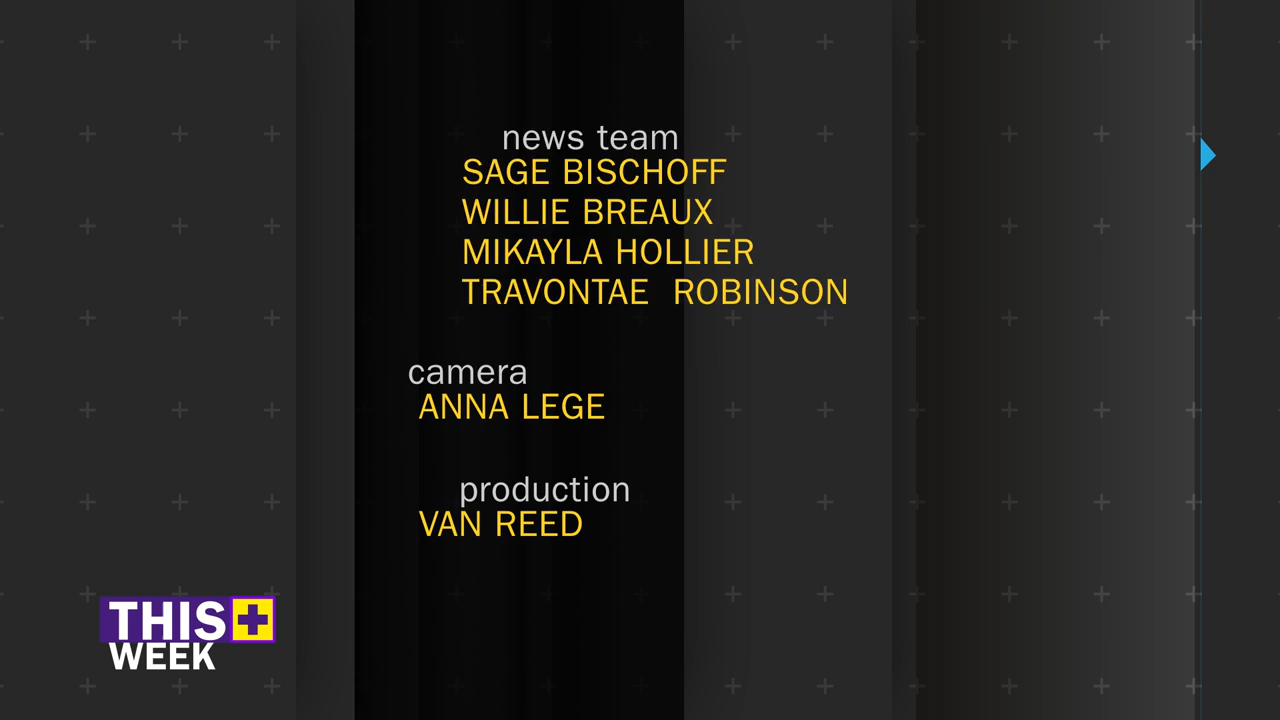 news team
SAGE BISCHOFF
WILLIE BREAUX
MIKAYLA HOLLIER
TRAVONTAE  ROBINSON
camera
ANNA LEGE
production
VAN REED
THIS+
WEEK